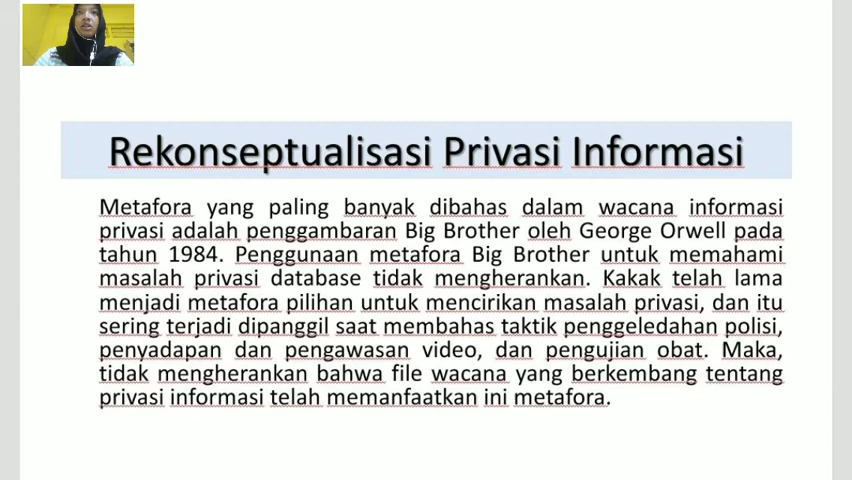 Rekonseptualisasi Privasi Informasi
Metafora yang paling banyak dibahas dalam wacana informasi
privasi adalah penggambaran Big Brother oleh George Orwell pada
tahun 1984. Penggunaan metafora Big Brother untuk memahami
masalah privasi database tidak mengherankan. Kakak telah lama
menjadi metafora pilihan untuk mencirikan masalah privasi, dan itu
sering terjadi dipanggil saat membahas taktik penggeledahan polisi,
penyadapan dan pengawasan video, dan pengujian obat. Maka,
tidak mengherankan bahwa file wacana yang berkembang tentang
privasi informasi telah memanfaatkan ini metafora.